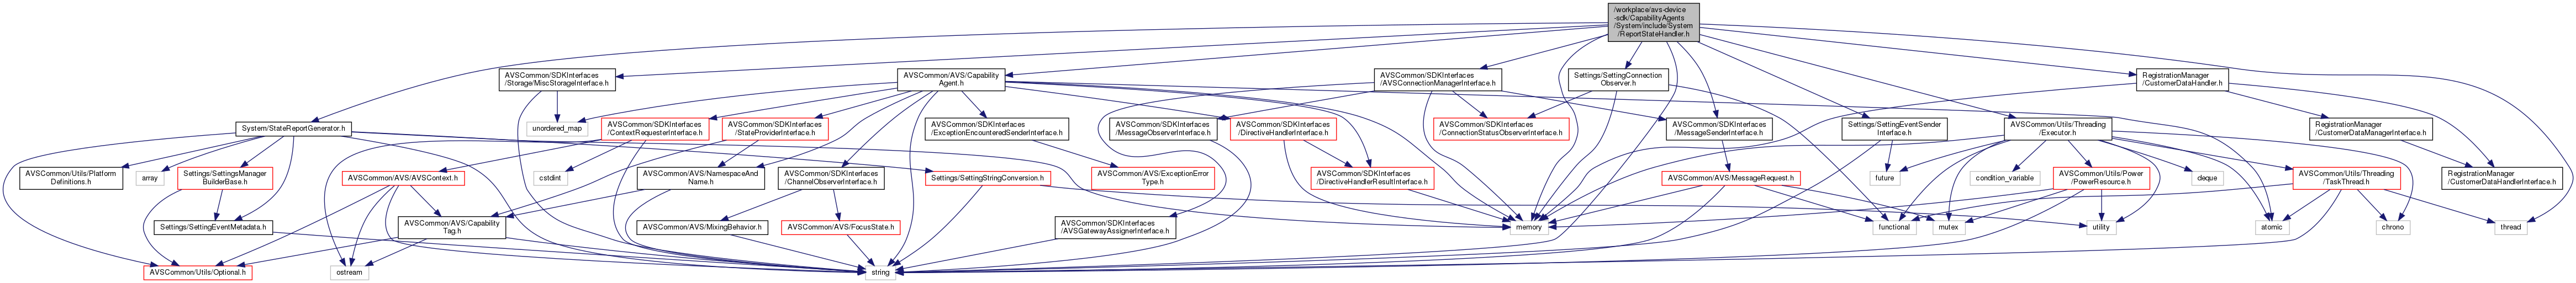 /workplace/avs-device
-sdk/CapabilityAgents
/System/include/System
/ReportStateHandler.h
AVSCommon/SDKInterfaces
/Storage/MiscStorageInterface.h
AVSCommon/AVS/Capability
Agent.h
AVSCommon/SDKInterfaces
/AVSConnectionManagerInterface.h
Settings/SettingConnection
Observer.h
RegistrationManager
/CustomerDataHandler.h
System/StateReportGenerator.h
unordered_map
AVSCommon/SDKInterfaces
/ContextRequesterInterface.h
AVSCommon/SDKInterfaces
/StateProviderInterface.h
AVSCommon/SDKInterfaces
/ExceptionEncounteredSenderInterface.h
AVSCommon/SDKInterfaces
/MessageObserverInterface.h
AVSCommon/SDKInterfaces
/DirectiveHandlerInterface.h
AVSCommon/SDKInterfaces
/ConnectionStatusObserverInterface.h
AVSCommon/SDKInterfaces
/MessageSenderInterface.h
Settings/SettingEventSender
Interface.h
AVSCommon/Utils/Threading
/Executor.h
RegistrationManager
/CustomerDataManagerInterface.h
AVSCommon/Utils/Platform
Definitions.h
array
Settings/SettingsManager
BuilderBase.h
AVSCommon/AVS/AVSContext.h
cstdint
AVSCommon/AVS/NamespaceAnd
Name.h
AVSCommon/SDKInterfaces
/ChannelObserverInterface.h
Settings/SettingStringConversion.h
AVSCommon/AVS/ExceptionError
Type.h
AVSCommon/SDKInterfaces
/DirectiveHandlerResultInterface.h
AVSCommon/AVS/MessageRequest.h
future
condition_variable
AVSCommon/Utils/Power
/PowerResource.h
deque
AVSCommon/Utils/Threading
/TaskThread.h
RegistrationManager
/CustomerDataHandlerInterface.h
Settings/SettingEventMetadata.h
AVSCommon/AVS/Capability
Tag.h
AVSCommon/AVS/MixingBehavior.h
AVSCommon/AVS/FocusState.h
AVSCommon/SDKInterfaces
/AVSGatewayAssignerInterface.h
memory
functional
mutex
utility
atomic
chrono
thread
AVSCommon/Utils/Optional.h
ostream
string